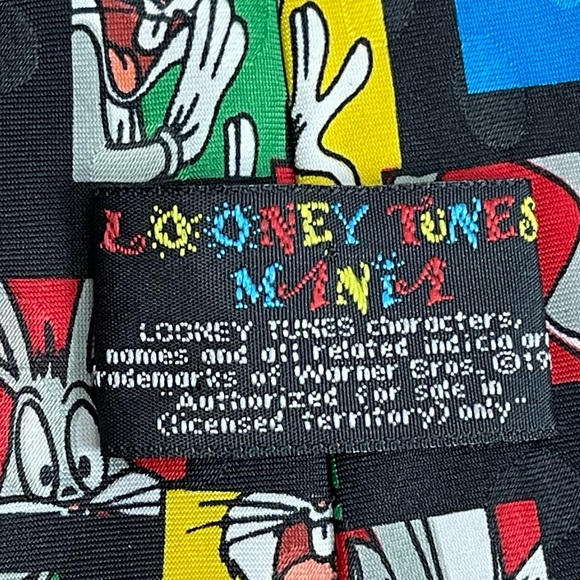 LOONEY TUNES
MANIA
LOONEY TUNES characters,
names and all related indicia are
trademarks of Warner Bros. ©19
"Authorized for sale in
(licensed Territory) only"